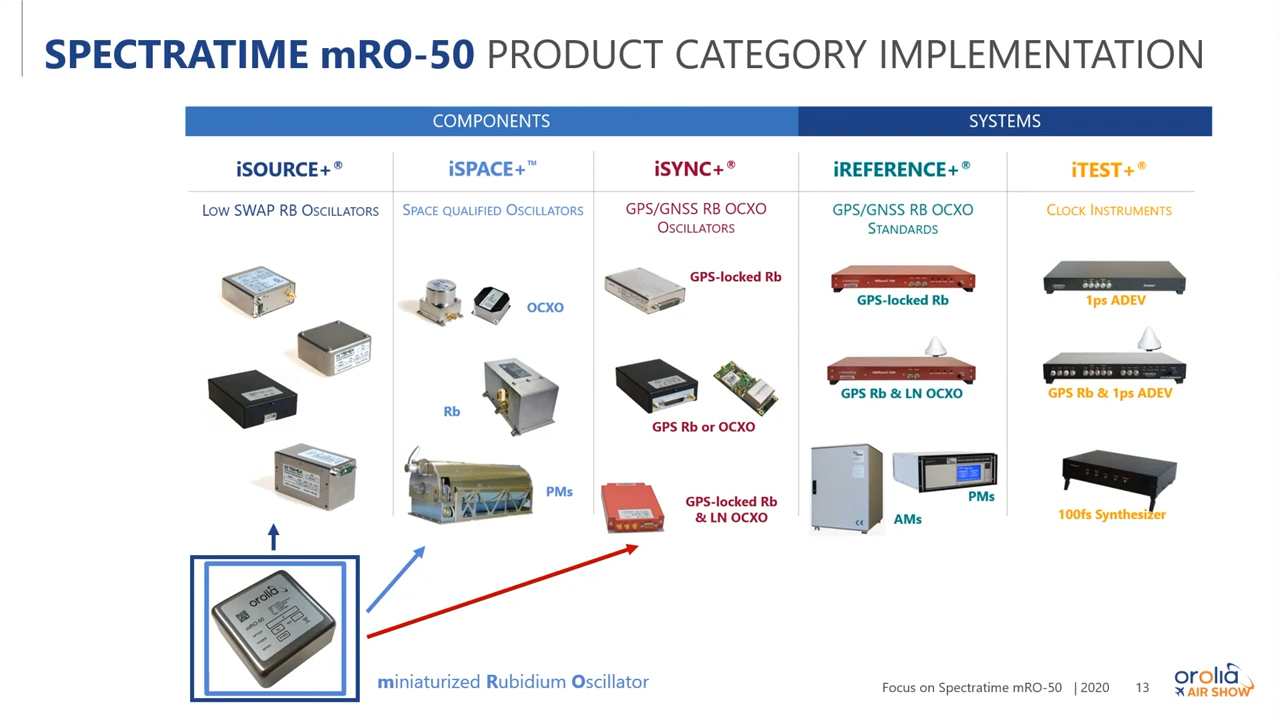 SPECTRATIME mRO-50 PRODUCT CATEGORY IMPLEMENTATION
COMPONENTS
SYSTEMS
iSOURCE+®
iSPACE+™
iSYNC+®
iREFERENCE+®
iTEST+®
LOW SWAP RB OSCILLATORS
SPACE QUALIFIED OSCILLATORS
GPS/GNSS RB OCXO
OSCILLATORS
GPS/GNSS RB OCXO
STANDARDS
CLOCK INSTRUMENTS
OCXO
Rb
PMs
GPS-locked Rb
GPS Rb or OCXO
GPS-locked Rb
& LN OCXO
GPS-locked Rb
GPS Rb & LN OCXO
AMs
PMs
1ps ADEV
GPS Rb & 1ps ADEV
100fs Synthesizer
orolia
mRO-50
miniaturized Rubidium Oscillator
Focus on Spectratime mRO-50 | 2020
13
orolia
AIR SHOW